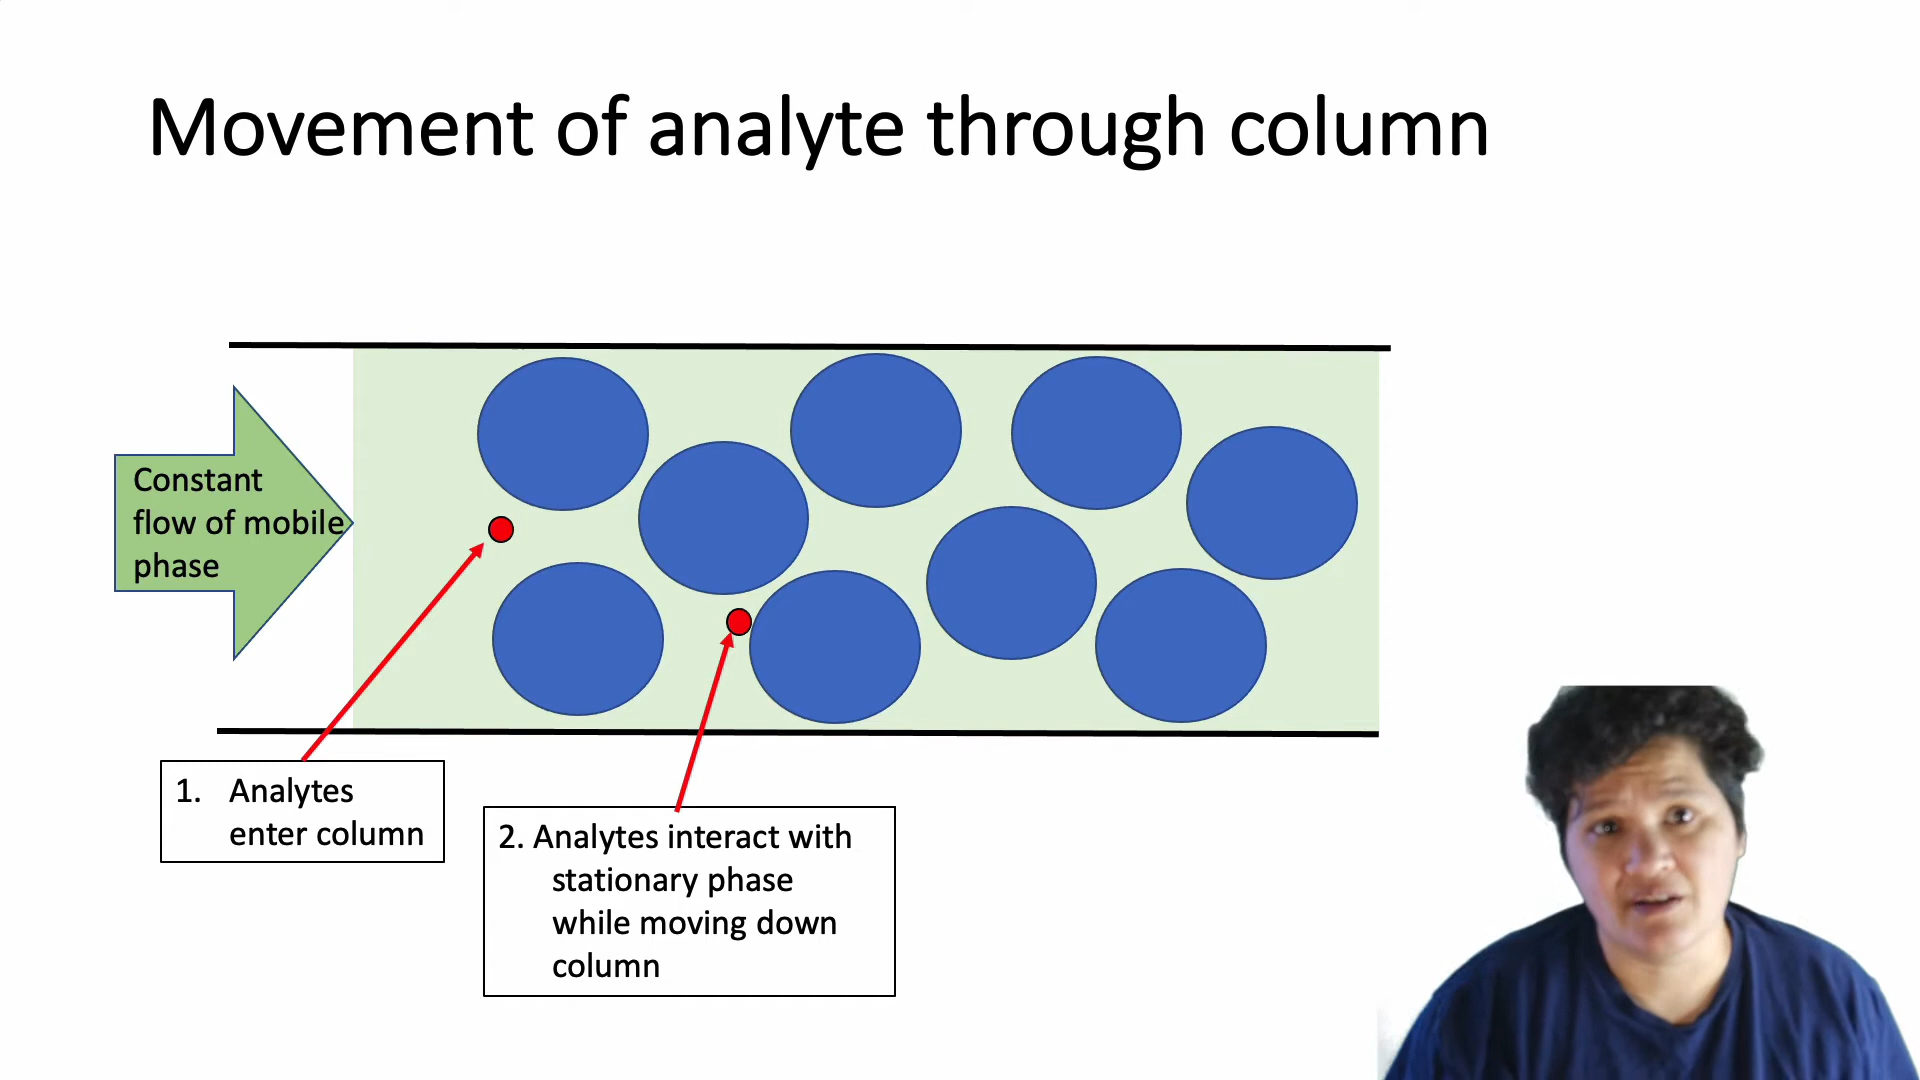 Movement of analyte through column
Constant
flow of mobile
phase
1. Analytes
enter column
2. Analytes interact with
stationary phase
while moving down
column